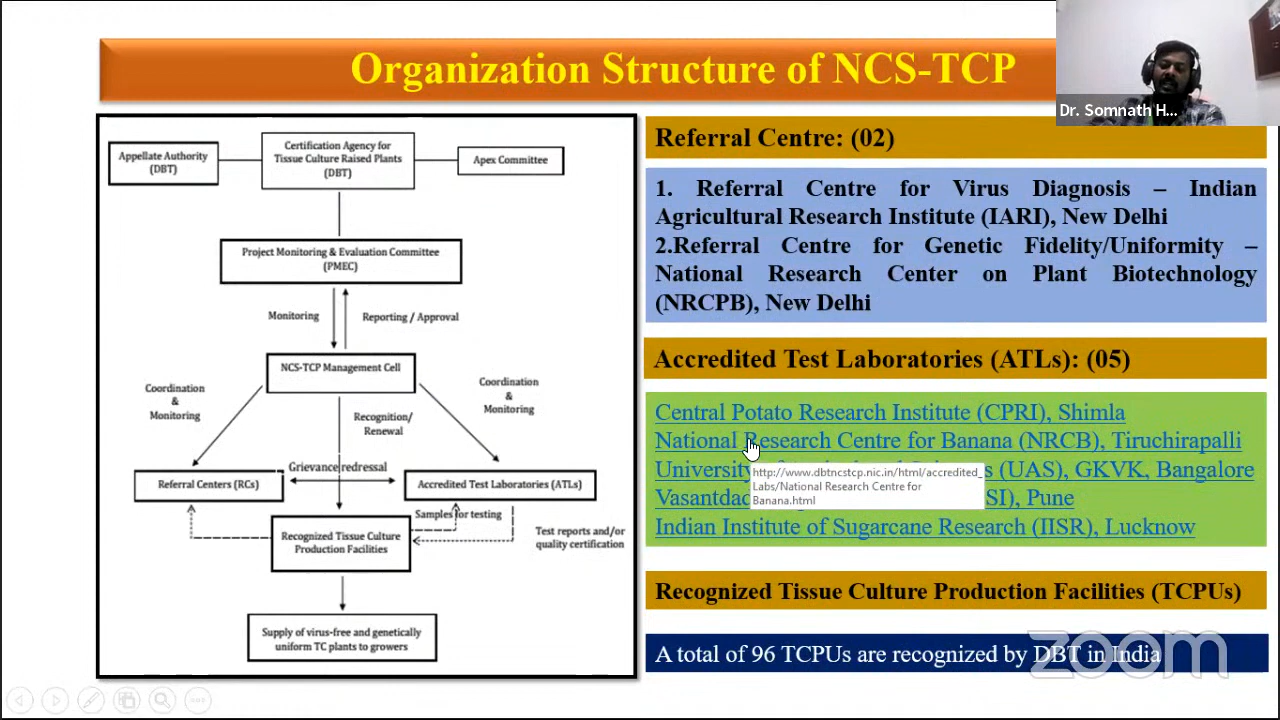 Organization Structure of NCS-TCP
Dr. Somnath H...
Appellate Authority
(DBT)
Certification Agency for
Tissue Culture Raised Plants
(DBT)
Apex Committee
Project Monitoring & Evaluation Committee
(PMEC)
Monitoring
Reporting / Approval
NCS-TCP Management Cell
Coordination
&
Monitoring
Coordination
&
Monitoring
Recognition/
Renewal
Grievance redressal
Referral Centers (RCs)
Accredited Test Laboratories (ATLs)
Samples for testing
Recognized Tissue Culture
Production Facilities
Test reports and/or
quality certification
Supply of virus-free and genetically
uniform TC plants to growers
Referral Centre: (02)
1. Referral Centre for Virus Diagnosis – Indian
Agricultural Research Institute (IARI), New Delhi
2.Referral Centre for Genetic Fidelity/Uniformity –
National Research Center on Plant Biotechnology
(NRCPB), New Delhi
Accredited Test Laboratories (ATLs): (05)
Central Potato Research Institute (CPRI), Shimla
National Research Centre for Banana (NRCB), Tiruchirapalli
University (UAS), GKVK, Bangalore
Pune
Indian Institute of Sugarcane Research (IISR), Lucknow
http://www.dbtncstcp.nic.in/html/accredited_
Labs/National Research Centre for
Banana.html
Recognized Tissue Culture Production Facilities (TCPUs)
A total of 96 TCPUs are recognized by DBT in India
zoom